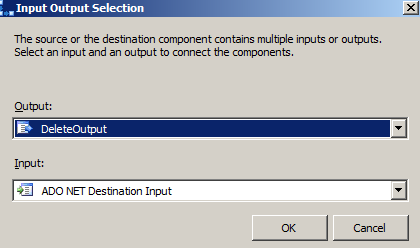 Input Output Selection
The source or the destination component contains multiple inputs or outputs.
Select an input and an output to connect the components.
Output:
DeleteOutput
Input:
ADO NET Destination Input
OK
Cancel